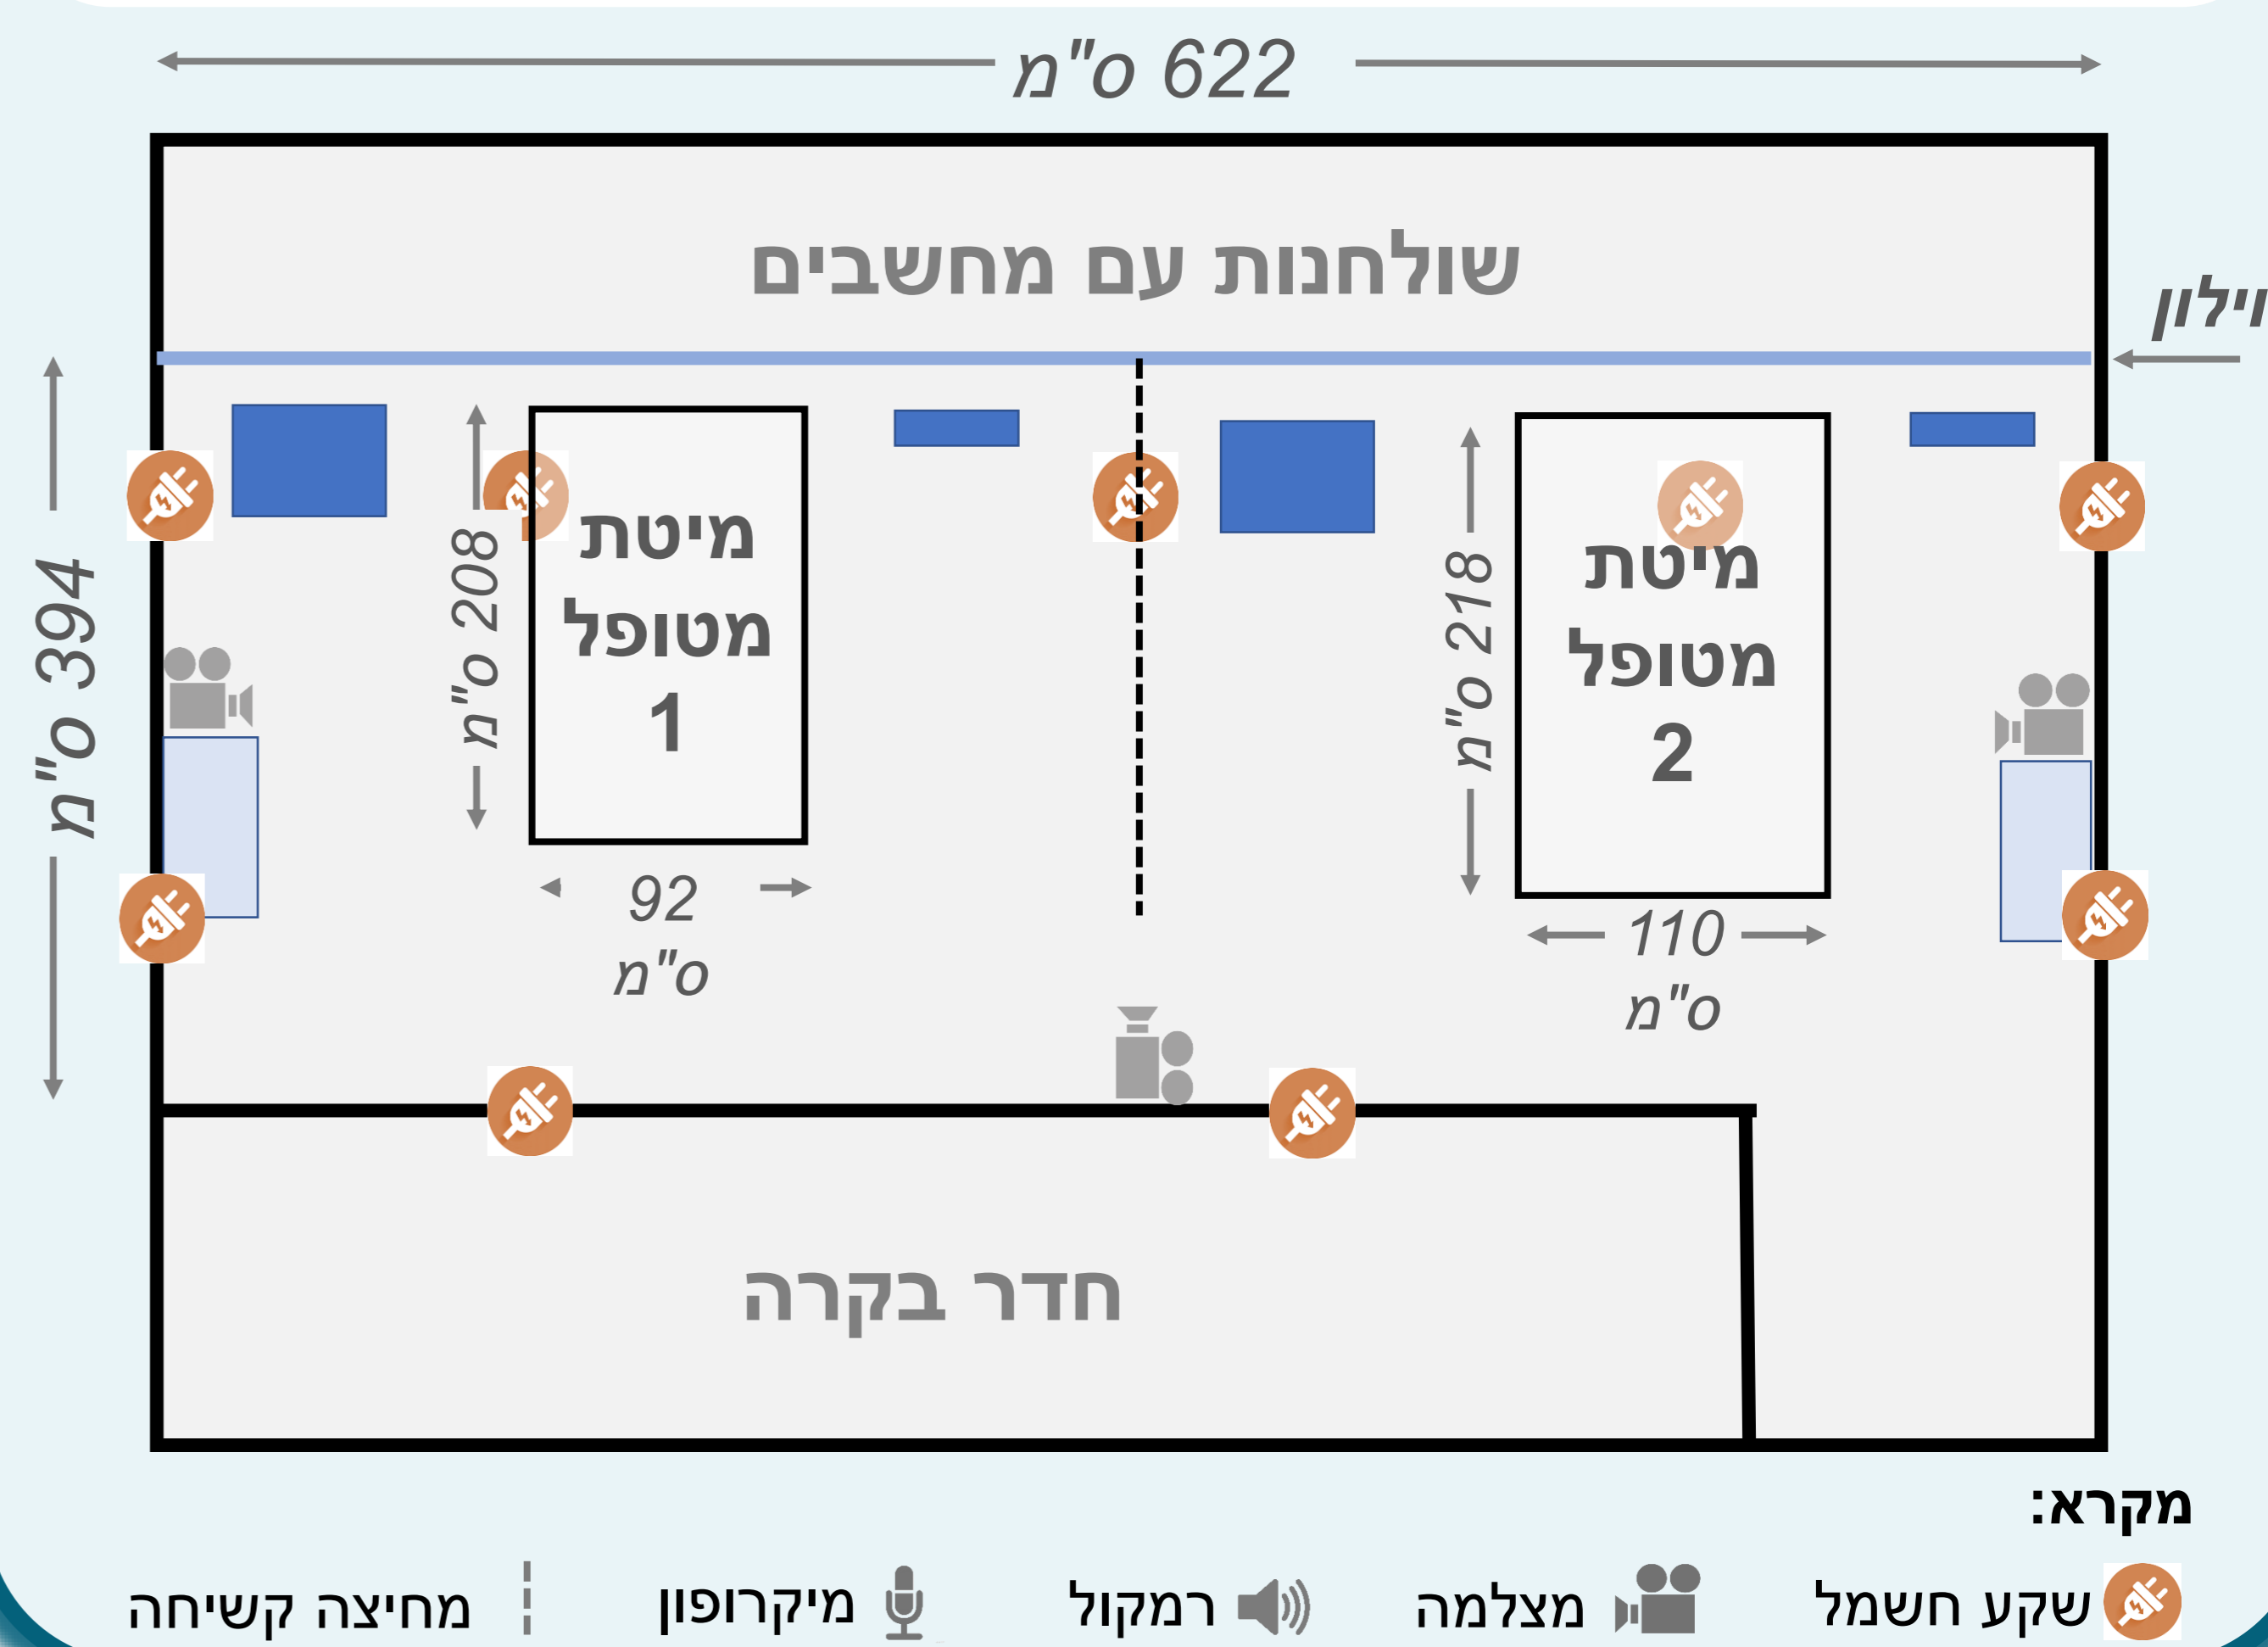 622 ס"מ
שולחנות עם מחשבים
וילון
394 ס"מ
208 ס"מ
מיטת
מטופל
1
92
ס"מ
218 ס"מ
מיטת
מטופל
2
110
ס"מ
חדר בקרה
מקרא:
שקע חשמל
מצלמה
רמקול
מיקרופון
מחיצה קשיחה